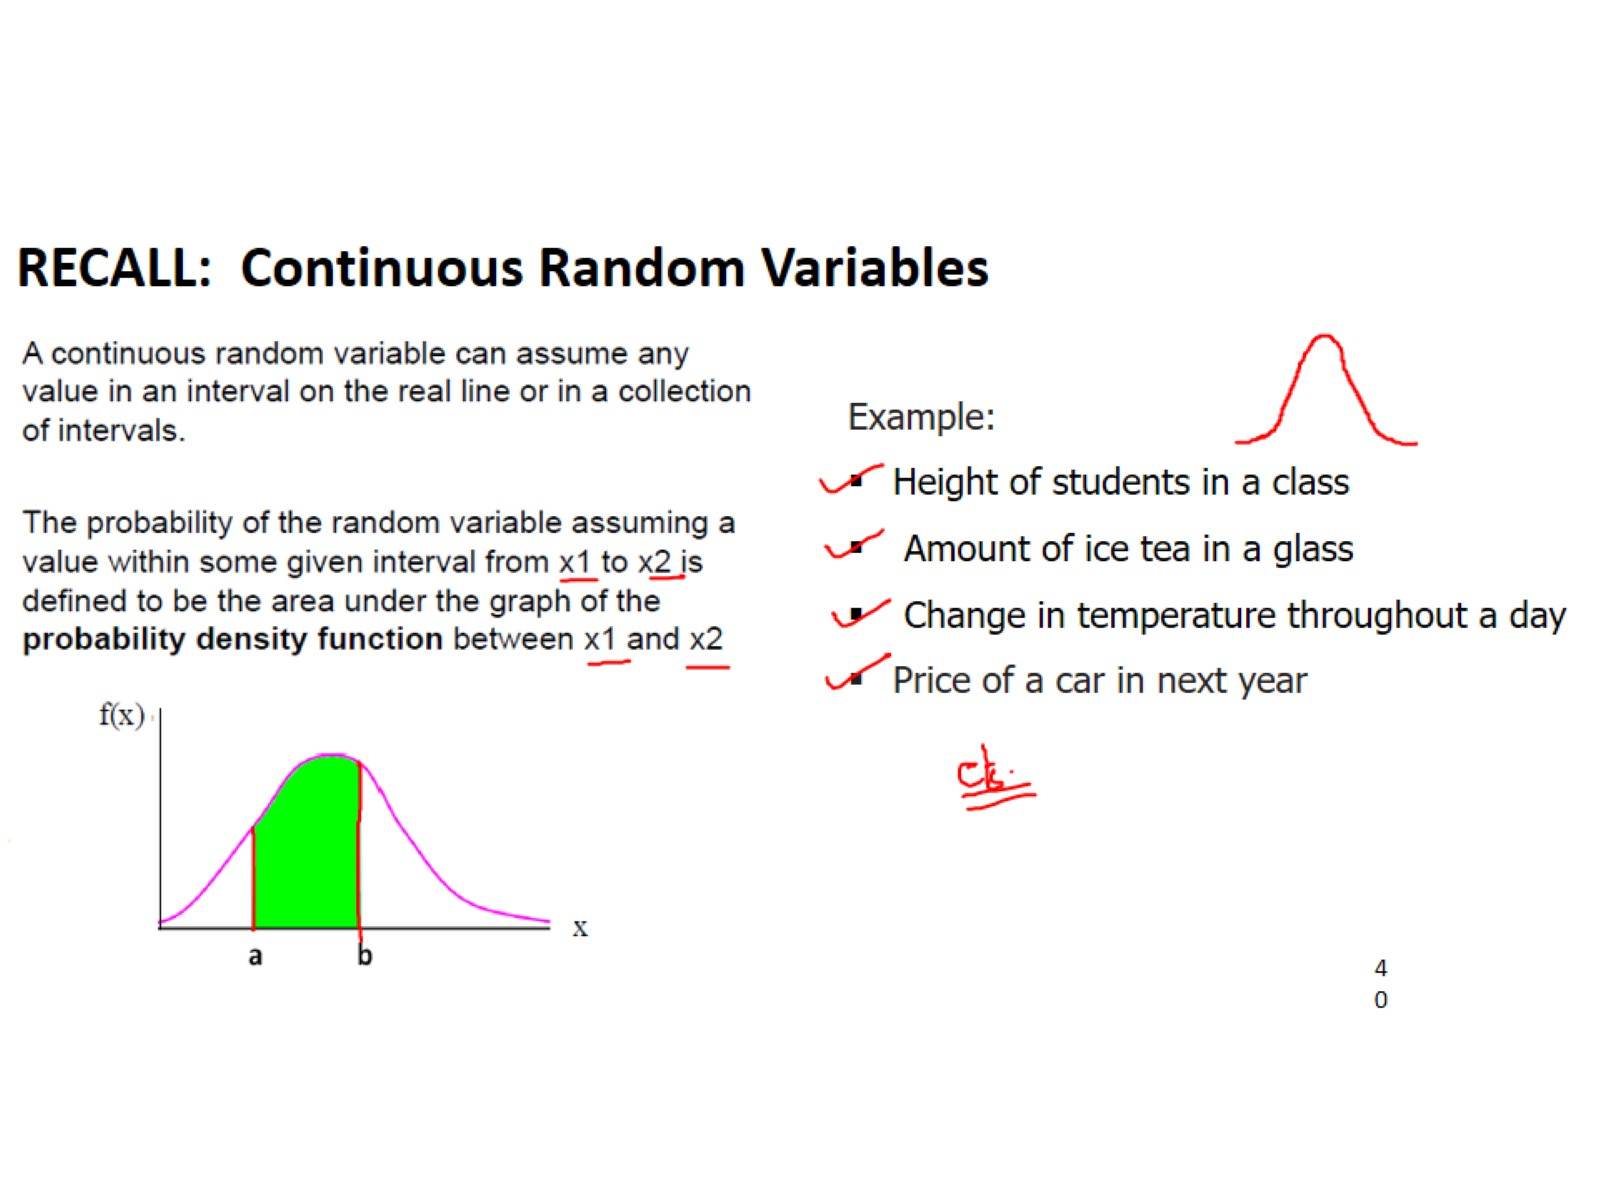 RECALL: Continuous Random Variables
A continuous random variable can assume any
value in an interval on the real line or in a collection
of intervals.
The probability of the random variable assuming a
value within some given interval from x1 to x2 is
defined to be the area under the graph of the
probability density function between x1 and x2
f(x)
x
a
b
Example:
Height of students in a class
Amount of ice tea in a glass
Change in temperature throughout a day
Price of a car in next year
4
0